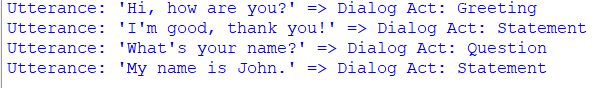 Utterance: 'Hi, how are you?' => Dialog Act: Greeting
Utterance: 'I'm good, thank you!' => Dialog Act: Statement
Utterance: 'What's your name?' => Dialog Act: Question
Utterance: 'My name is John.' => Dialog Act: Statement